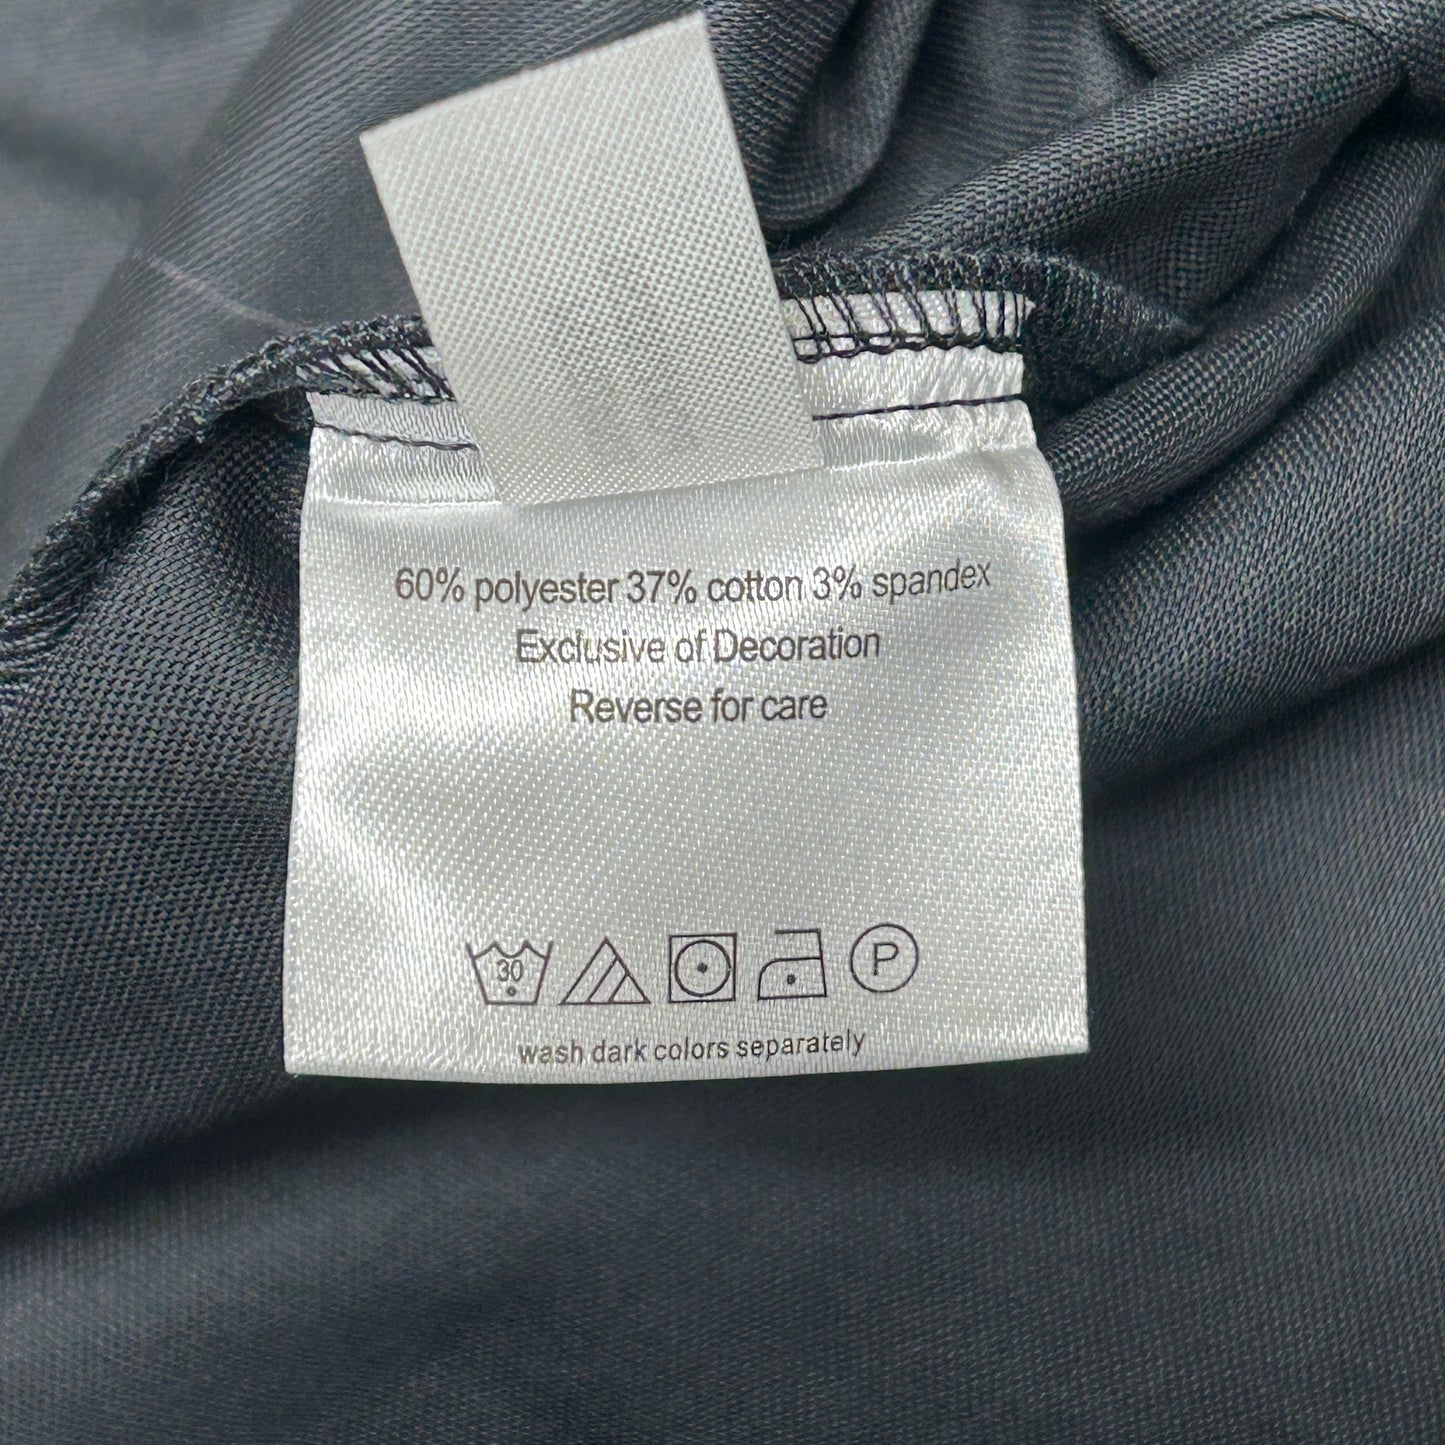 60% polyester 37% cotton 3% spandex
Exclusive of Decoration
Reverse for care
30
P
wash dark colors separately